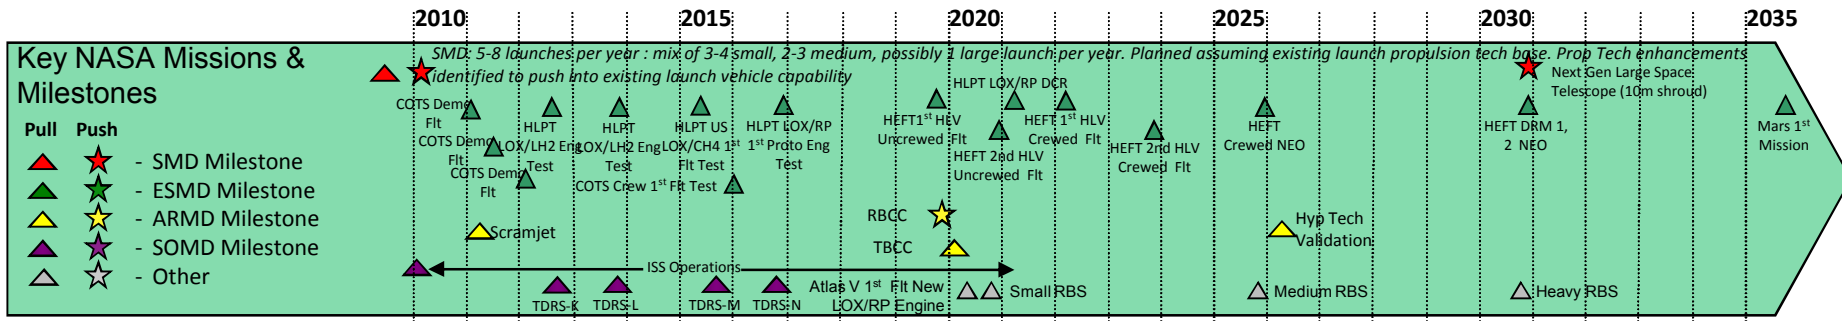 2010 2015 2020 2025 2030 2035
Key NASA Missions &
Milestones
SMD: 5-8 launches per year : mix of 3-4 small, 2-3 medium, possibly 1 large launch per year. Planned assuming existing launch propulsion tech base. Prop Tech enhancements
identified to push into existing launch vehicle capability
Pull Push
- SMD Milestone
- ESMD Milestone
- ARMD Milestone
- SOMD Milestone
- Other
COTS Demo
Flt
COTS Demo
Flt
COTS Demo
Flt
HLPT
LOX/LH2 Eng
Test
HLPT
LOX/LH2 Eng
Test
HLPT US
LOX/CH4 1st
Flt Test
COTS Crew 1st Flt Test
HLPT LOX/RP
1st Proto Eng
Test
HEFT1st HLV
Uncrewed Flt
HLPT LOX/RP DCR
HEFT 2nd HLV
Uncrewed Flt
HEFT 1st HLV
Crewed Flt
HEFT 2nd HLV
Crewed Flt
HEFT
Crewed NEO
Next Gen Large Space
Telescope (10m shroud)
HEFT DRM 1,
2 NEO
Mars 1st
Mission
Scramjet
RBCC
TBCC
Hyp Tech
Validation
ISS Operations
TDRS-K
TDRS-L
TDRS-M
TDRS-N
Atlas V 1st Flt New
LOX/RP Engine
Small RBS
Medium RBS
Heavy RBS